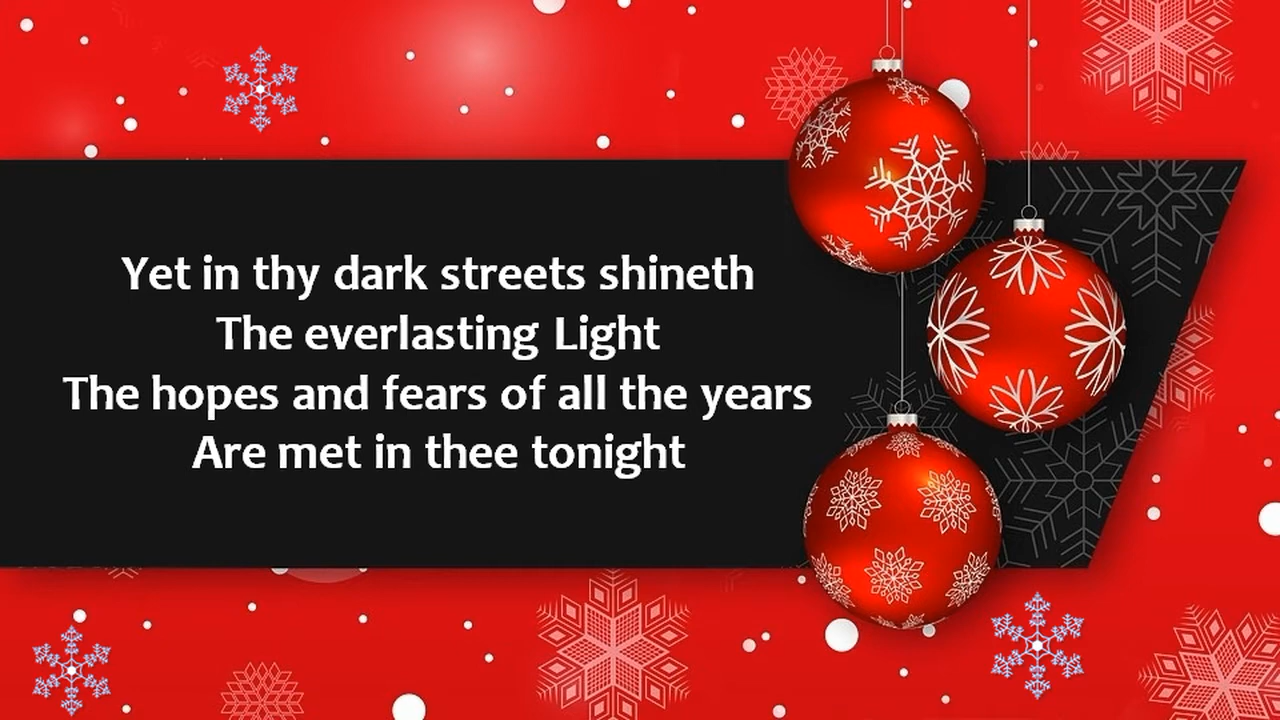 Yet in thy dark streets shineth
The everlasting Light
The hopes and fears of all the years
Are met in thee tonight